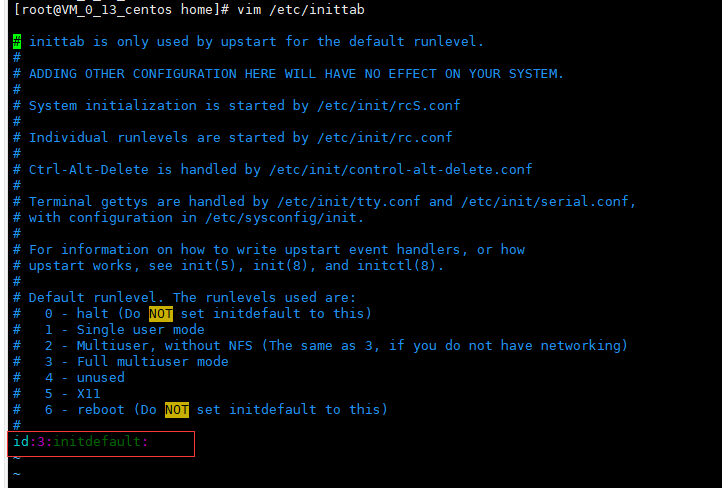 [root@VM_0_13_centos home]# vim /etc/inittab
# inittab is only used by upstart for the default runlevel.
#
# ADDING OTHER CONFIGURATION HERE WILL HAVE NO EFFECT ON YOUR SYSTEM.
#
# System initialization is started by /etc/init/rcS.conf
#
# Individual runlevels are started by /etc/init/rc.conf
#
# Ctrl-Alt-Delete is handled by /etc/init/control-alt-delete.conf
#
# Terminal gettys are handled by /etc/init/tty.conf and /etc/init/serial.conf,
# with configuration in /etc/sysconfig/init.
#
# For information on how to write upstart event handlers, or how
# upstart works, see init(5), init(8), and initctl(8).
#
# Default runlevel. The runlevels used are:
#   0 - halt (Do NOT set initdefault to this)
#   1 - Single user mode
#   2 - Multiuser, without NFS (The same as 3, if you do not have networking)
#   3 - Full multiuser mode
#   4 - unused
#   5 - X11
#   6 - reboot (Do NOT set initdefault to this)
#
id:3:initdefault:
~
~